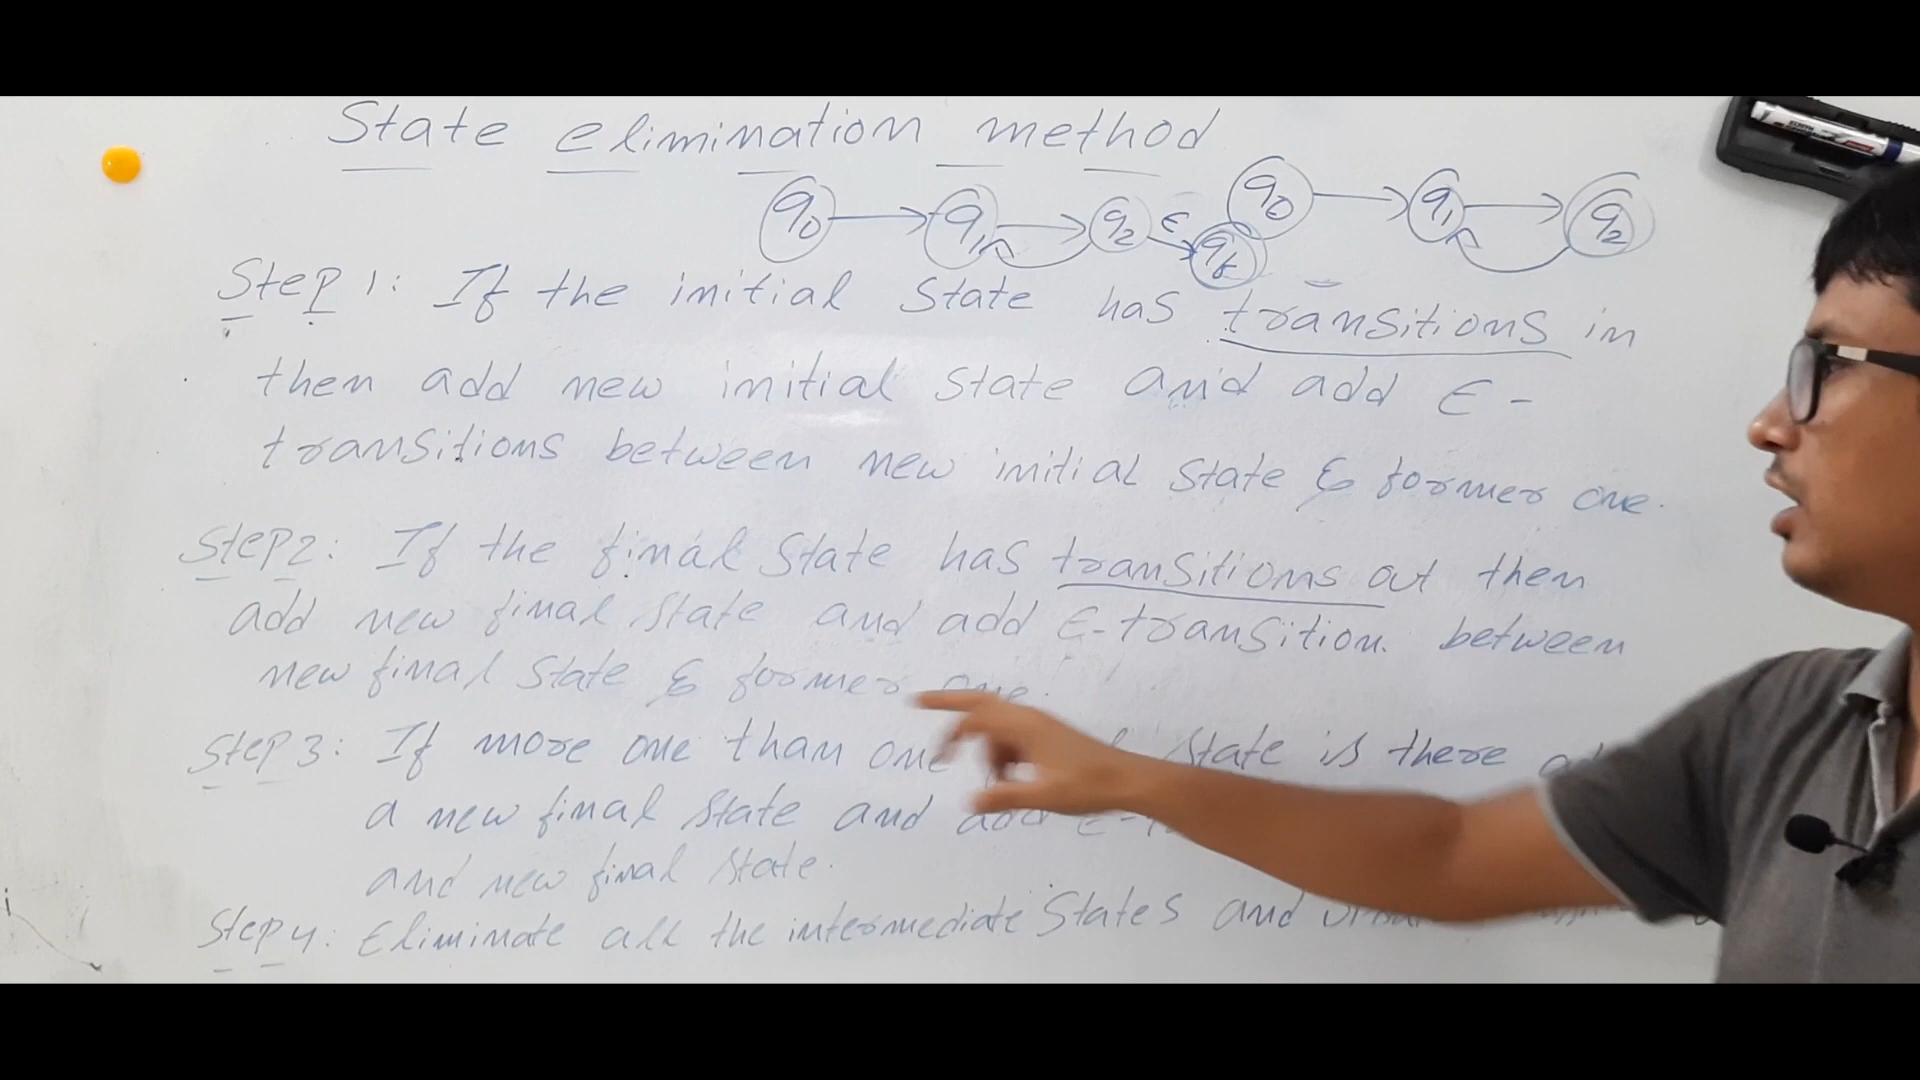 State elimination method
q0 q1 q2 ε qf q0 q1 q2
Step 1: If the initial state has transitions in
then add new initial state and add ε-
transitions between new initial state & former one.
Step2: If the final state has transitions out then
add new final state and add ε-transition. between
new final state & former one.
Step 3: If more one than one state is there
a new final state and add ε-
and new final state.
Step 4: Eliminate all the intermediate states and